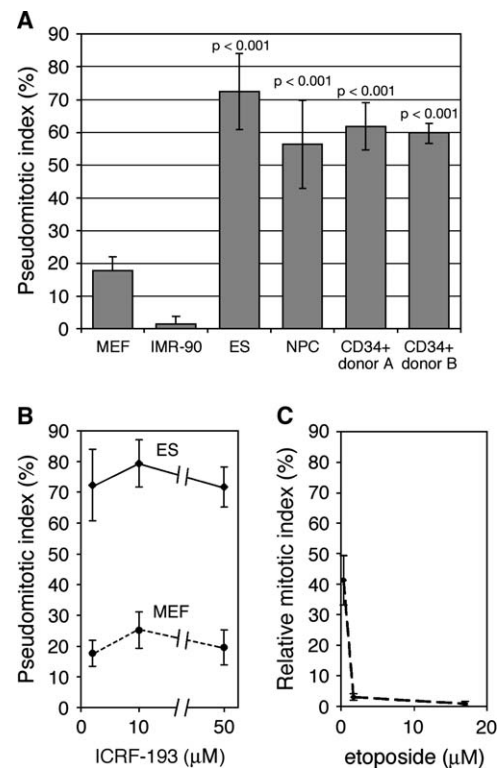 A
Pseudomitotic index (%)
90
80
70
60
50
40
30
20
10
0
p < 0.001
p < 0.001
p < 0.001
p < 0.001
MEF IMR-90 ES NPC CD34+ CD34+
donor A donor B
B
Pseudomitotic index (%)
90
80
70
60
50
40
30
20
10
0
ES
MEF
0 10 50
ICRF-193 (μM)
C
Relative mitotic index (%)
90
80
70
60
50
40
30
20
10
0
0 10 20
etoposide (μM)